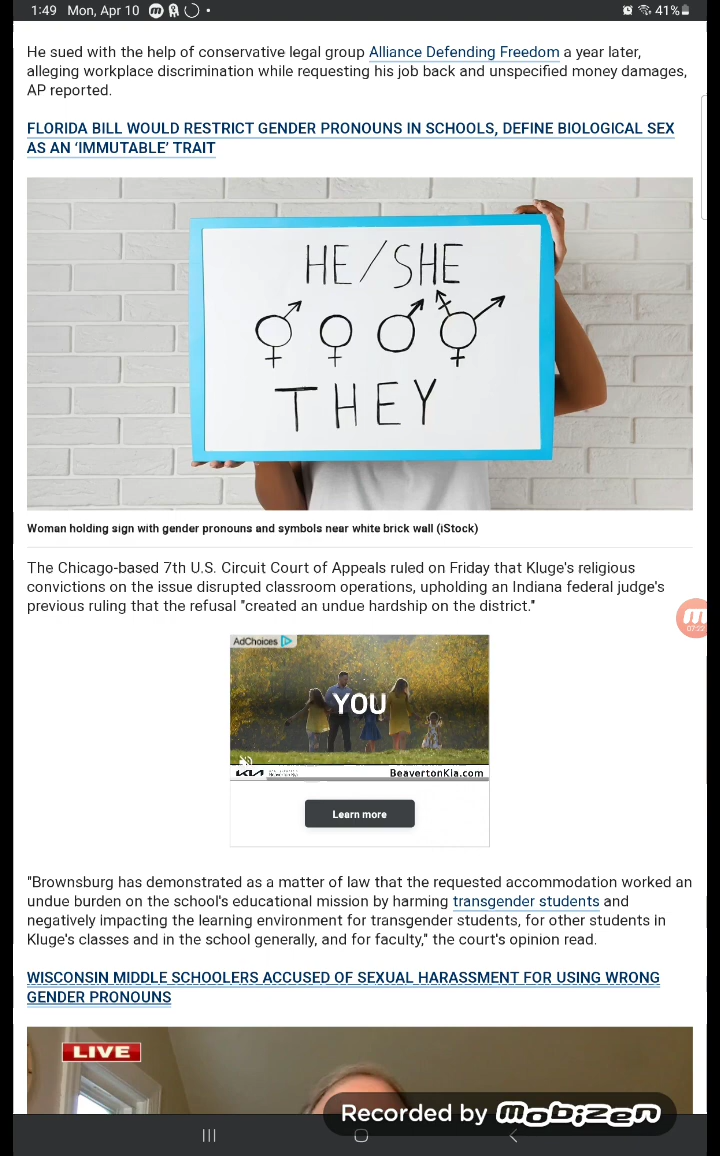 1:49 Mon, Apr 10
41%
He sued with the help of conservative legal group Alliance Defending Freedom a year later,
alleging workplace discrimination while requesting his job back and unspecified money damages,
AP reported.
FLORIDA BILL WOULD RESTRICT GENDER PRONOUNS IN SCHOOLS, DEFINE BIOLOGICAL SEX
AS AN ‘IMMUTABLE’ TRAIT
HE/SHE
THEY
Woman holding sign with gender pronouns and symbols near white brick wall (iStock)
The Chicago-based 7th U.S. Circuit Court of Appeals ruled on Friday that Kluge's religious
convictions on the issue disrupted classroom operations, upholding an Indiana federal judge's
previous ruling that the refusal "created an undue hardship on the district."
AdChoices
YOU
KIA
BeavertonKia.com
Learn more
"Brownsburg has demonstrated as a matter of law that the requested accommodation worked an
undue burden on the school's educational mission by harming transgender students and
negatively impacting the learning environment for transgender students, for other students in
Kluge's classes and in the school generally, and for faculty," the court's opinion read.
WISCONSIN MIDDLE SCHOOLERS ACCUSED OF SEXUAL HARASSMENT FOR USING WRONG
GENDER PRONOUNS
LIVE
Recorded by Mobizen